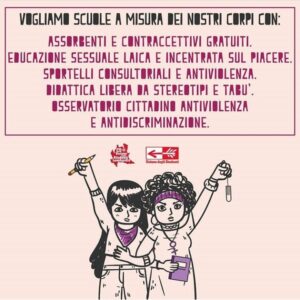 VOGLIAMO SCUOLE A MISURA DEI NOSTRI CORPI CON:
ASSORBENTI E CONTRACCETTIVI GRATUITI.
EDUCAZIONE SESSUALE LAICA E INCENTRATA SUL PIACERE.
SPORTELLI CONSULTORIALI E ANTIVIOLENZA.
DIDATTICA LIBERA DA STEREOTIPI E TABU'.
OSSERVATORIO CITTADINO ANTIVIOLENZA
E ANTIDISCRIMINAZIONE.